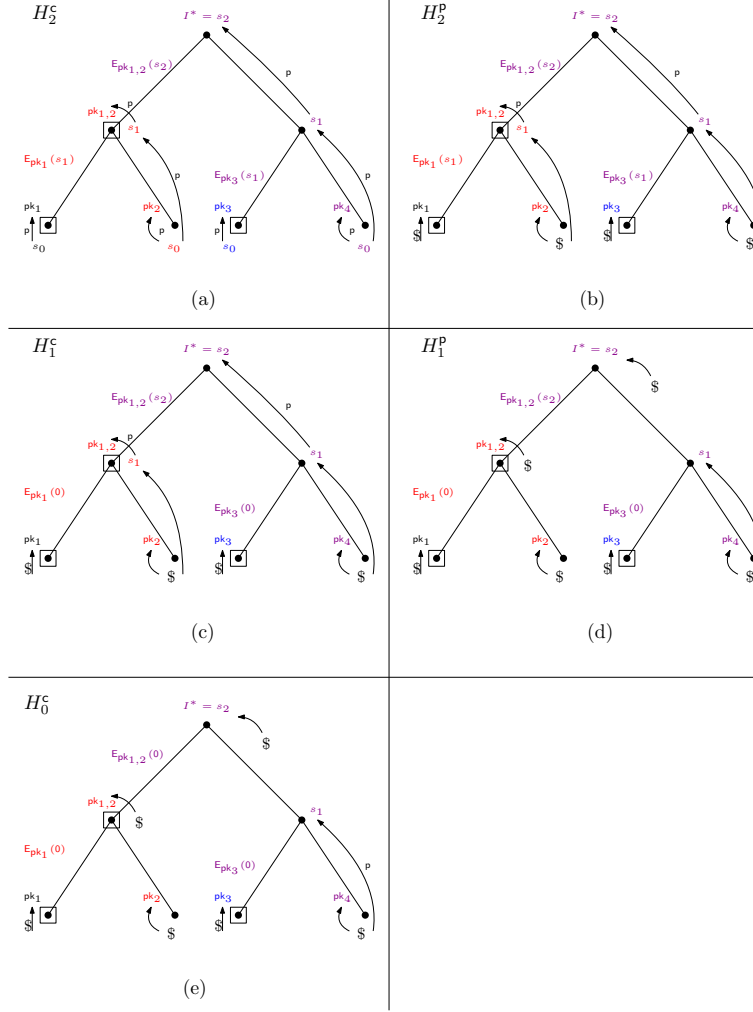 H_2^c
I* = s_2
E_{pk_{1,2}}(s_2)
p
pk_{1,2}
p
s_1
s_1
E_{pk_1}(s_1)
p
E_{pk_3}(s_1)
p
pk_1
pk_2
pk_3
pk_4
p
p
p
p
s_0
s_0
s_0
s_0
(a)
H_2^p
I* = s_2
E_{pk_{1,2}}(s_2)
p
pk_{1,2}
p
s_1
s_1
E_{pk_1}(s_1)
E_{pk_3}(s_1)
pk_1
pk_2
pk_3
pk_4
$
$
$
$
(b)
H_1^c
I* = s_2
E_{pk_{1,2}}(s_2)
p
pk_{1,2}
p
s_1
s_1
E_{pk_1}(0)
E_{pk_3}(0)
pk_1
pk_2
pk_3
pk_4
$
$
$
$
(c)
H_1^p
I* = s_2
$
E_{pk_{1,2}}(s_2)
pk_{1,2}
$
s_1
E_{pk_1}(0)
E_{pk_3}(0)
pk_1
pk_2
pk_3
pk_4
$
$
$
$
(d)
H_0^c
I* = s_2
$
E_{pk_{1,2}}(0)
pk_{1,2}
$
s_1
E_{pk_1}(0)
E_{pk_3}(0)
p
pk_1
pk_2
pk_3
pk_4
$
$
$
$
(e)